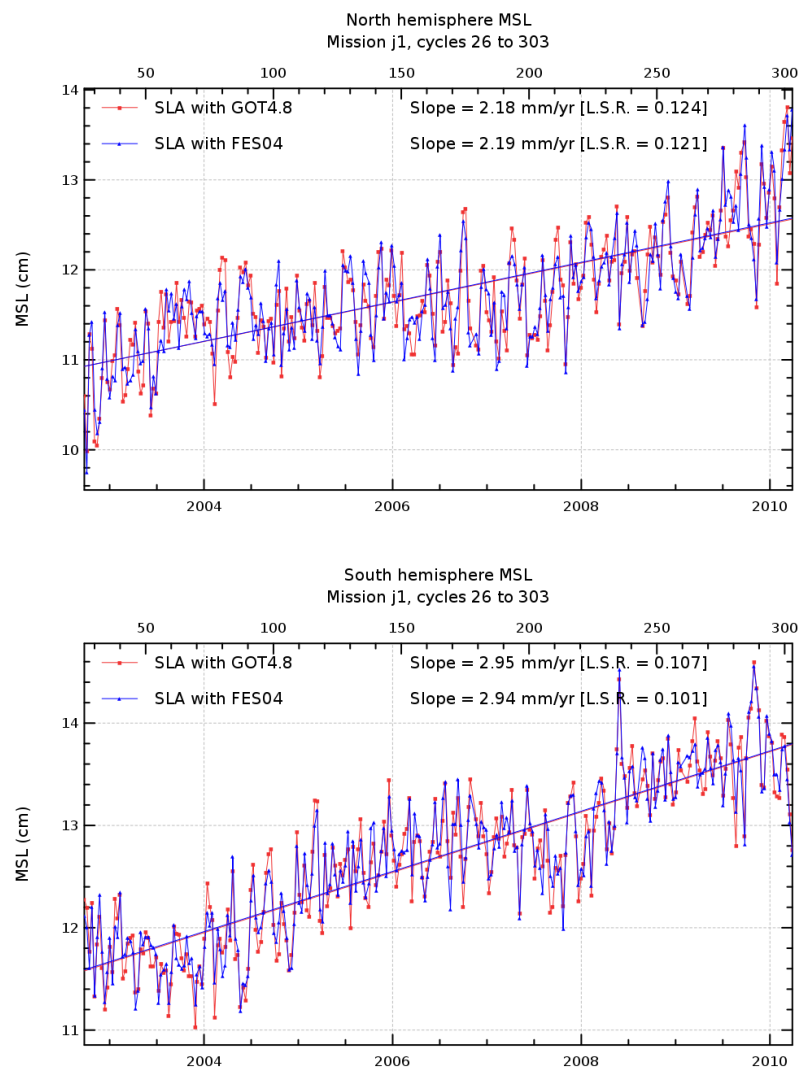 North hemisphere MSL
Mission j1, cycles 26 to 303
50 100 150 200 250 300
14
SLA with GOT4.8 Slope = 2.18 mm/yr [L.S.R. = 0.124]
SLA with FES04 Slope = 2.19 mm/yr [L.S.R. = 0.121]
13
12
MSL (cm)
11
10
2004 2006 2008 2010
South hemisphere MSL
Mission j1, cycles 26 to 303
50 100 150 200 250 300
SLA with GOT4.8 Slope = 2.95 mm/yr [L.S.R. = 0.107]
SLA with FES04 Slope = 2.94 mm/yr [L.S.R. = 0.101]
14
13
MSL (cm)
12
11
2004 2006 2008 2010